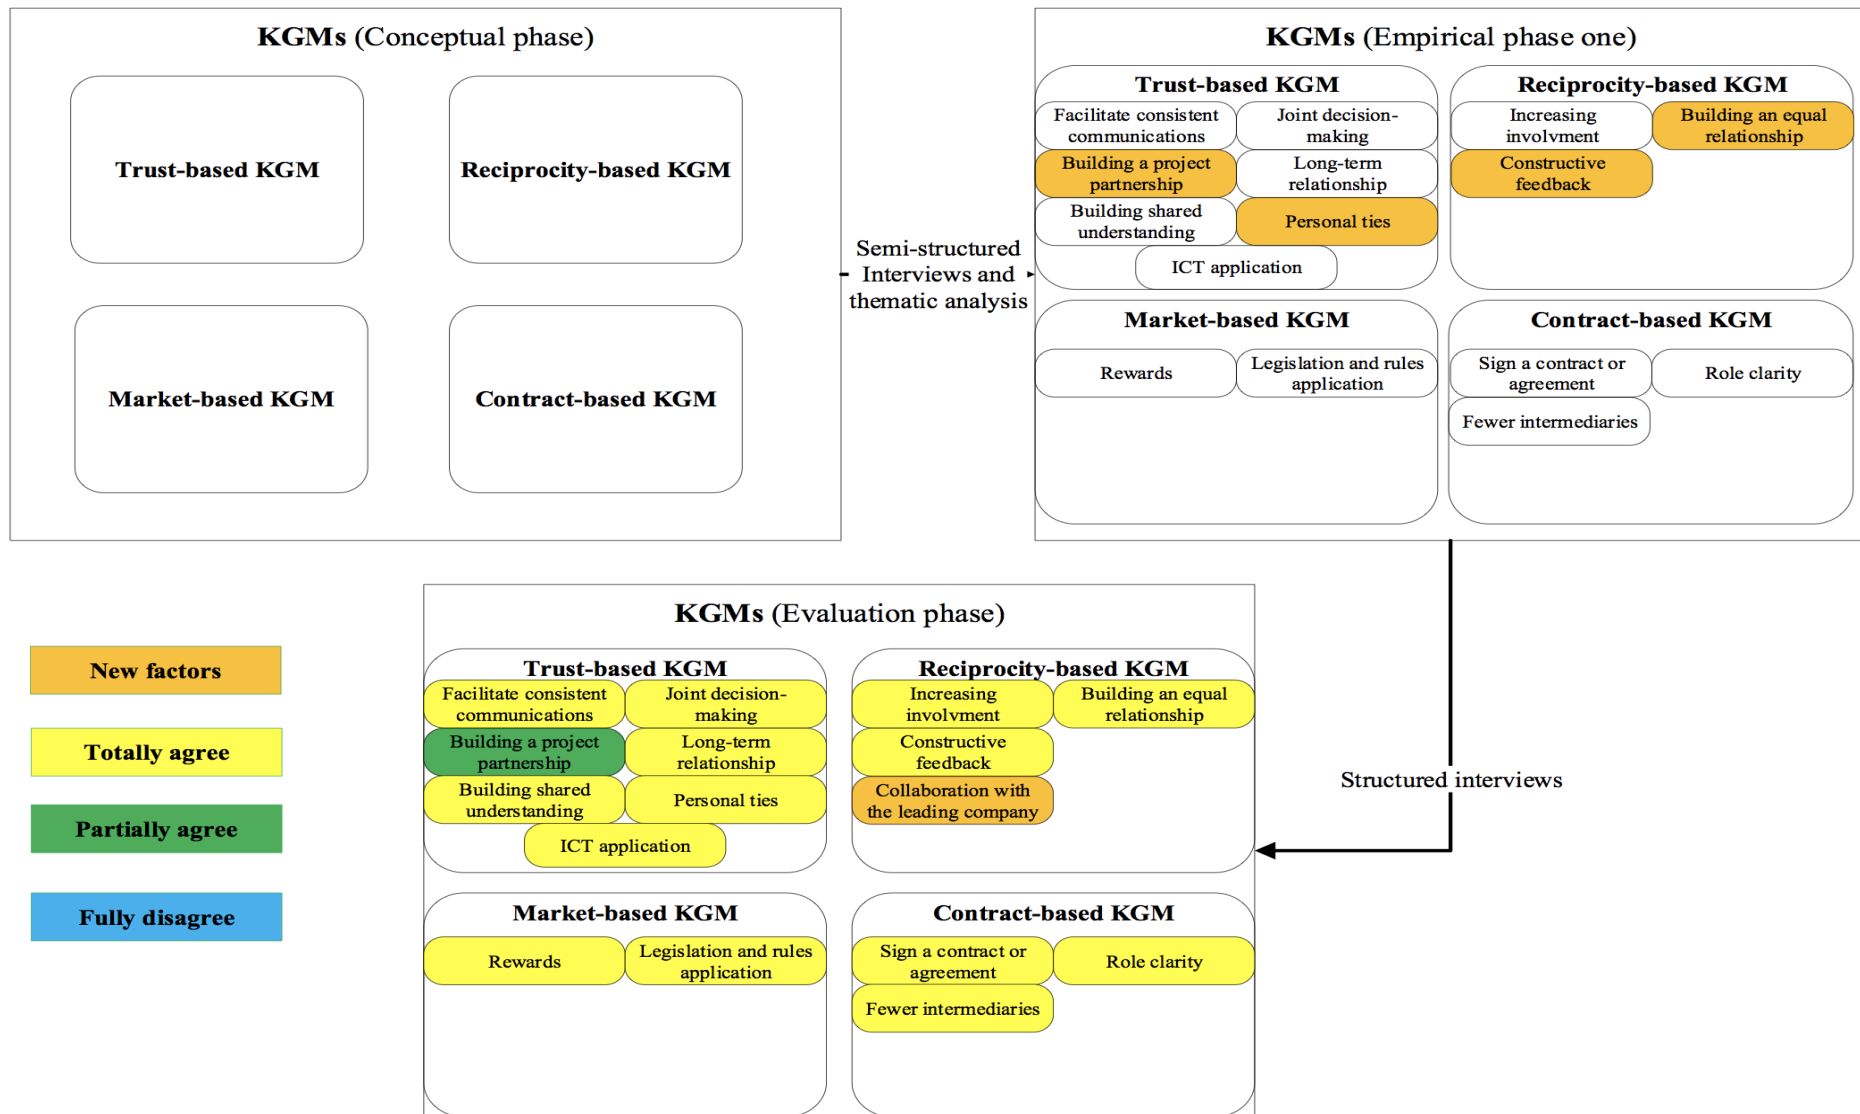 KGMs (Conceptual phase)
Trust-based KGM
Reciprocity-based KGM
Market-based KGM
Contract-based KGM
Semi-structured
Interviews and
thematic analysis
KGMs (Empirical phase one)
Trust-based KGM
Facilitate consistent
communications
Joint decision-
making
Building a project
partnership
Long-term
relationship
Building shared
understanding
Personal ties
ICT application
Reciprocity-based KGM
Increasing
involvment
Building an equal
relationship
Constructive
feedback
Market-based KGM
Rewards
Legislation and rules
application
Contract-based KGM
Sign a contract or
agreement
Role clarity
Fewer intermediaries
Structured interviews
KGMs (Evaluation phase)
Trust-based KGM
Facilitate consistent
communications
Joint decision-
making
Building a project
partnership
Long-term
relationship
Building shared
understanding
Personal ties
ICT application
Reciprocity-based KGM
Increasing
involvment
Building an equal
relationship
Constructive
feedback
Collaboration with
the leading company
Market-based KGM
Rewards
Legislation and rules
application
Contract-based KGM
Sign a contract or
agreement
Role clarity
Fewer intermediaries
New factors
Totally agree
Partially agree
Fully disagree